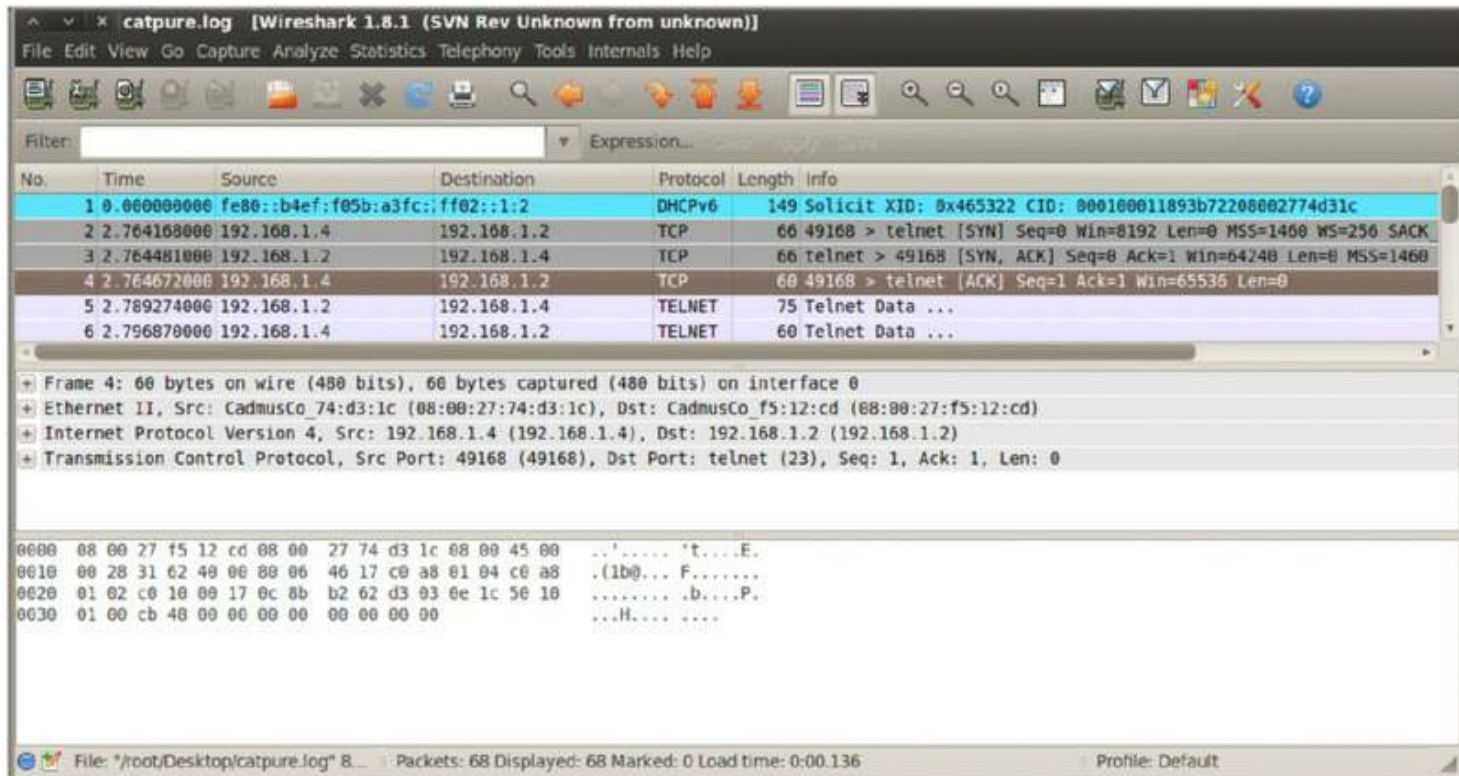 catpure.log [Wireshark 1.8.1 (SVN Rev Unknown from unknown)]
File Edit View Go Capture Analyze Statistics Telephony Tools Internals Help
Filter: Expression...
No. Time Source Destination Protocol Length Info
1 0.000000000 fe80::b4ef:f05b:a3fc: ff02::1:2 DHCPv6 149 Solicit XID: 0x465322 CID: 000100011893b72208002774d31c
2 2.764168000 192.168.1.4 192.168.1.2 TCP 66 49168 > telnet [SYN] Seq=0 Win=8192 Len=0 MSS=1460 WS=256 SACK_
3 2.764481000 192.168.1.2 192.168.1.4 TCP 66 telnet > 49168 [SYN, ACK] Seq=0 Ack=1 Win=64240 Len=0 MSS=1460
4 2.764672000 192.168.1.4 192.168.1.2 TCP 60 49168 > telnet [ACK] Seq=1 Ack=1 Win=65536 Len=0
5 2.789274000 192.168.1.2 192.168.1.4 TELNET 75 Telnet Data ...
6 2.796870000 192.168.1.4 192.168.1.2 TELNET 60 Telnet Data ...
+ Frame 4: 60 bytes on wire (480 bits), 60 bytes captured (480 bits) on interface 0
+ Ethernet II, Src: CadmusCo_74:d3:1c (08:00:27:74:d3:1c), Dst: CadmusCo_f5:12:cd (08:00:27:f5:12:cd)
+ Internet Protocol Version 4, Src: 192.168.1.4 (192.168.1.4), Dst: 192.168.1.2 (192.168.1.2)
+ Transmission Control Protocol, Src Port: 49168 (49168), Dst Port: telnet (23), Seq: 1, Ack: 1, Len: 0
0000 08 00 27 f5 12 cd 08 00 27 74 d3 1c 08 00 45 00 ..'..... 't....E.
0010 00 28 31 62 40 00 80 06 46 17 c0 a8 01 04 c0 a8 .(1b@... F.......
0020 01 02 c0 10 00 17 0c 8b b2 62 d3 03 0e 1c 50 10 ........ .b....P.
0030 01 00 cb 48 00 00 00 00 00 00 00 00 ...H.... ....
File: "/root/Desktop/catpure.log" 8... Packets: 68 Displayed: 68 Marked: 0 Load time: 0:00.136 Profile: Default